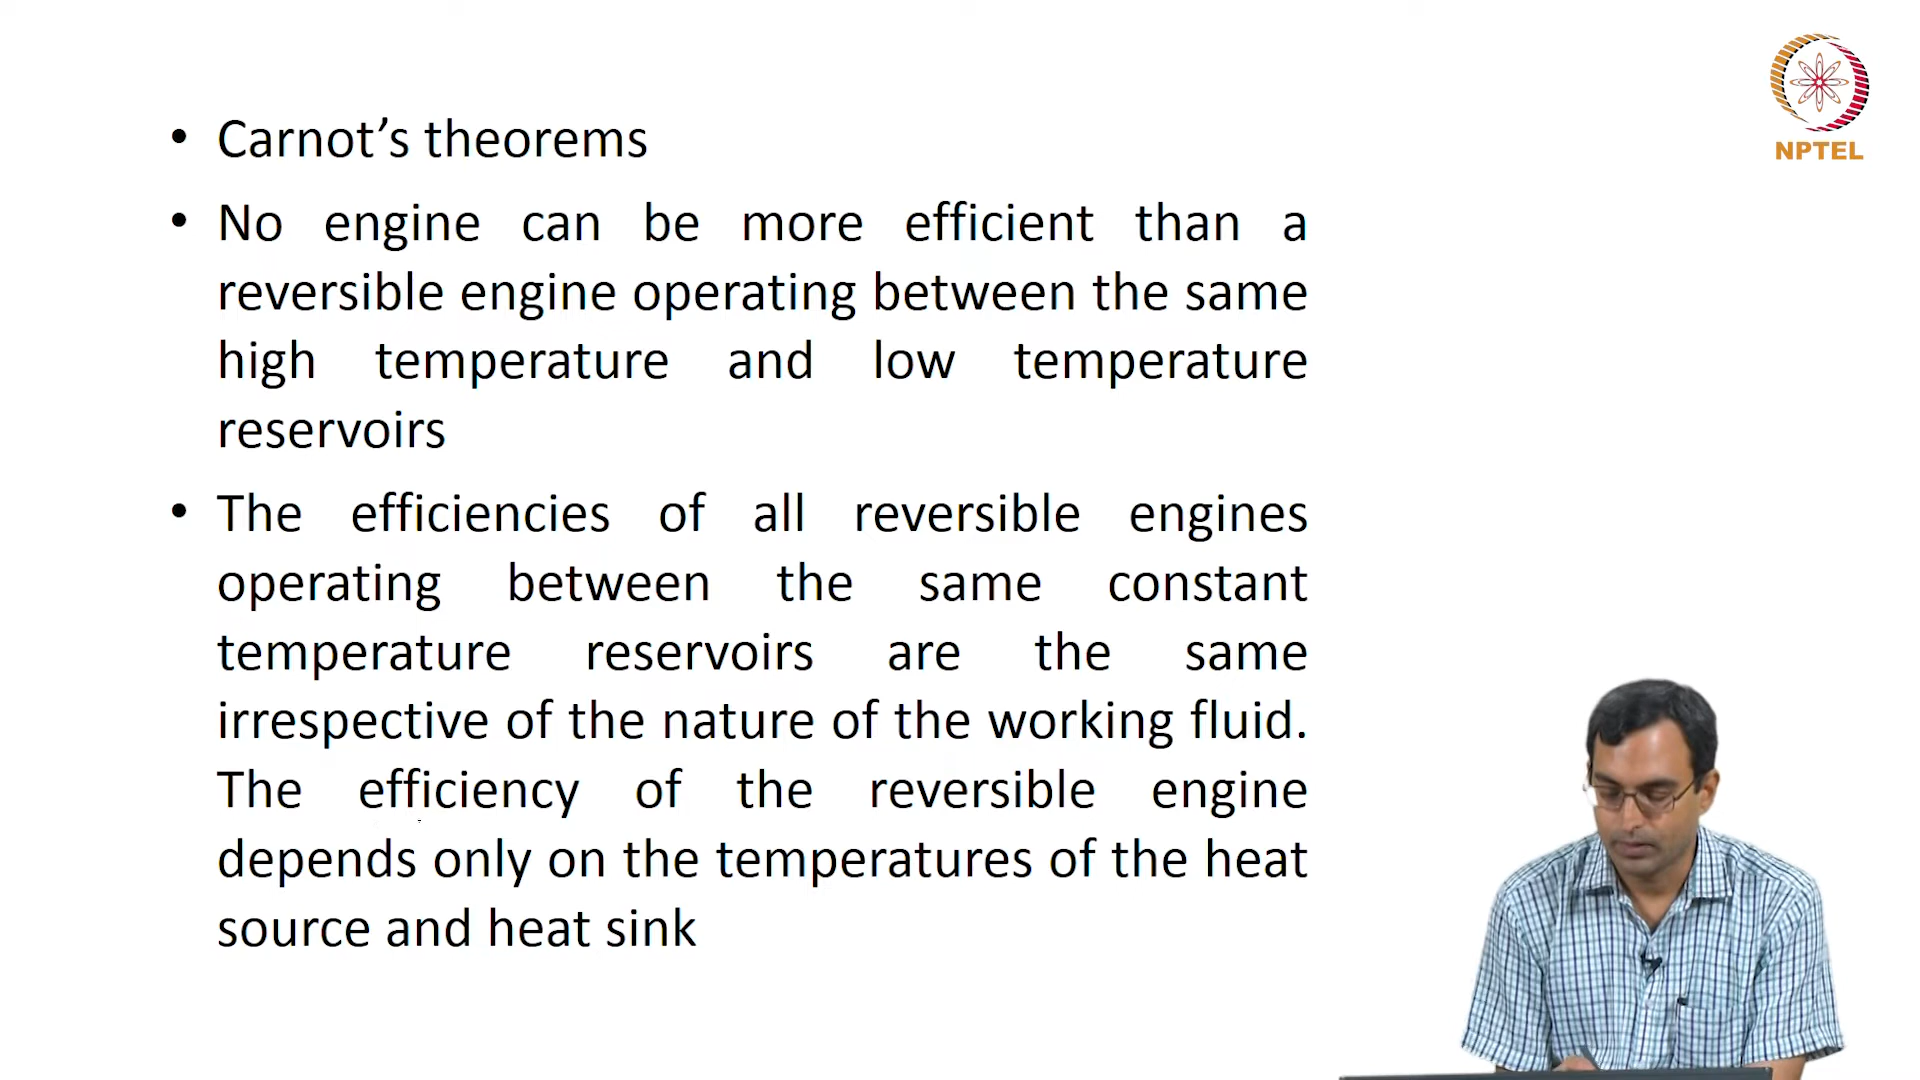 NPTEL
• Carnot’s theorems
• No engine can be more efficient than a
reversible engine operating between the same
high temperature and low temperature
reservoirs
• The efficiencies of all reversible engines
operating between the same constant
temperature reservoirs are the same
irrespective of the nature of the working fluid.
The efficiency of the reversible engine
depends only on the temperatures of the heat
source and heat sink